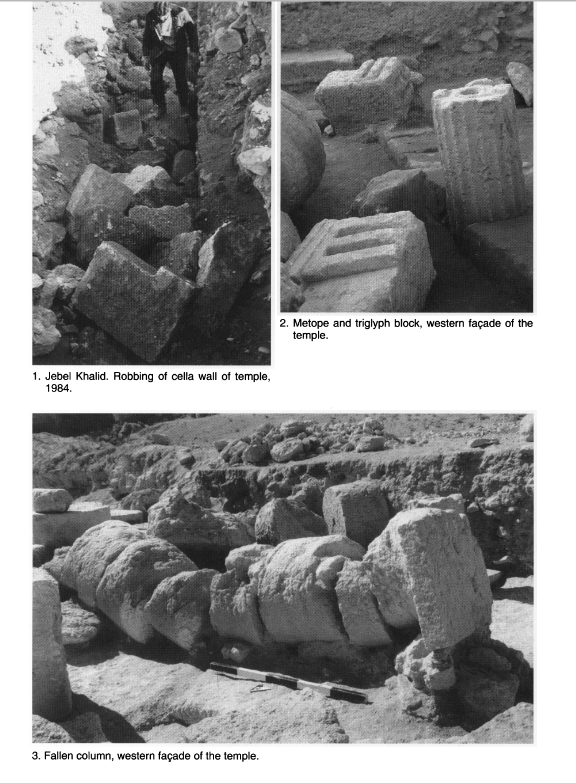 1. Jebel Khalid. Robbing of cella wall of temple,
1984.
2. Metope and triglyph block, western façade of the
temple.
3. Fallen column, western façade of the temple.